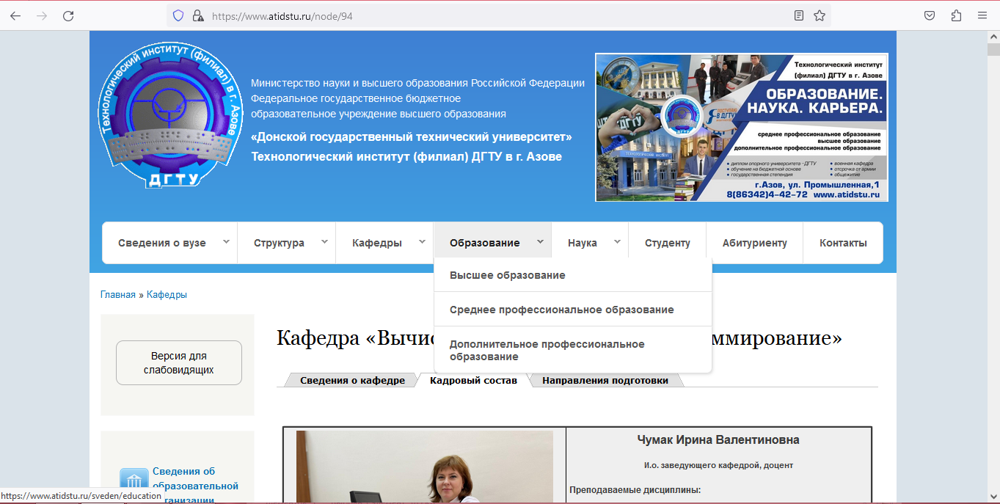 https://www.atidstu.ru/node/94
Технологический институт (филиал) в г. Азове
ДГТУ
Министерство науки и высшего образования Российской Федерации
Федеральное государственное бюджетное
образовательное учреждение высшего образования
«Донской государственный технический университет»
Технологический институт (филиал) ДГТУ в г. Азове
Технологический институт
(филиал) ДГТУ в г. Азове
ОБРАЗОВАНИЕ.
НАУКА. КАРЬЕРА.
среднее профессиональное образование
высшее образование
дополнительное профессиональное образование
• диплом опорного университета -ДГТУ
• обучение на бюджетной основе
• государственная стипендия
• военная кафедра
• отсрочка от армии
• общежитие
г.Азов, ул. Промышленная,1
8(86342)4-42-72 www.atidstu.ru
Сведения о вузе
Структура
Кафедры
Образование
Наука
Студенту
Абитуриенту
Контакты
Высшее образование
Среднее профессиональное образование
Дополнительное профессиональное
образование
Главная » Кафедры
Версия для
слабовидящих
Кафедра «Вычис ммирование»
Сведения о кафедре
Кадровый состав
Направления подготовки
Чумак Ирина Валентиновна
И.о. заведующего кафедрой, доцент
Преподаваемые дисциплины:
Сведения об
образовательной
ганизации
https://www.atidstu.ru/sveden/education